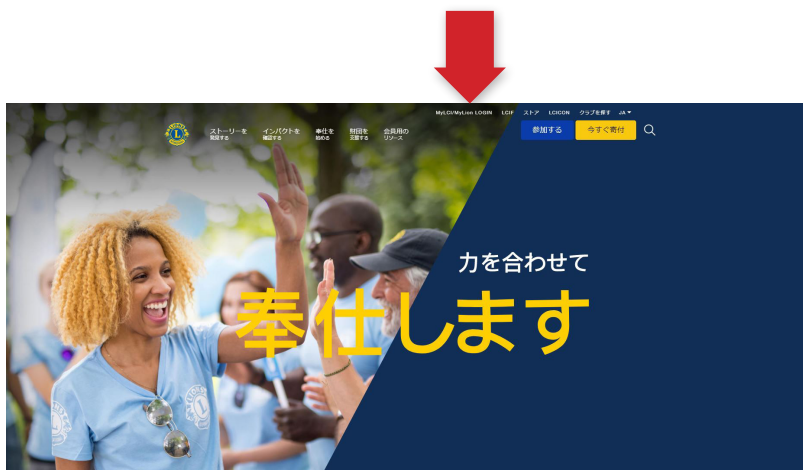 MyLCI/MyLion LOGIN LCIF ストア LCICON クラブを探す JA
ストーリーを
発見する
インパクトを
確認する
奉仕を
始める
財団を
支援する
会員用の
リソース
参加する
今すぐ寄付
力を合わせて
奉仕します
L
L